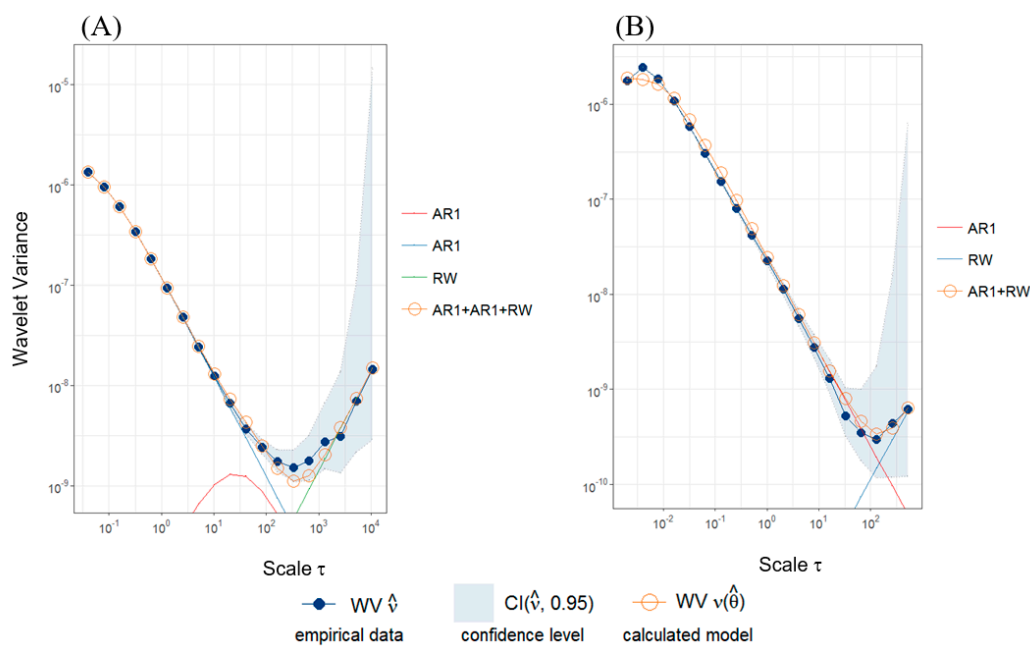 (A)
Wavelet Variance
10⁻⁵
10⁻⁶
10⁻⁷
10⁻⁸
10⁻⁹
10⁻¹ 10⁰ 10¹ 10² 10³ 10⁴
Scale τ
AR1
AR1
RW
AR1+AR1+RW
(B)
10⁻⁶
10⁻⁷
10⁻⁸
10⁻⁹
10⁻¹⁰
10⁻² 10⁻¹ 10⁰ 10¹ 10²
Scale τ
AR1
RW
AR1+RW
WV ν̂ CI(ν̂, 0.95) WV ν(θ̂)
empirical data confidence level calculated model